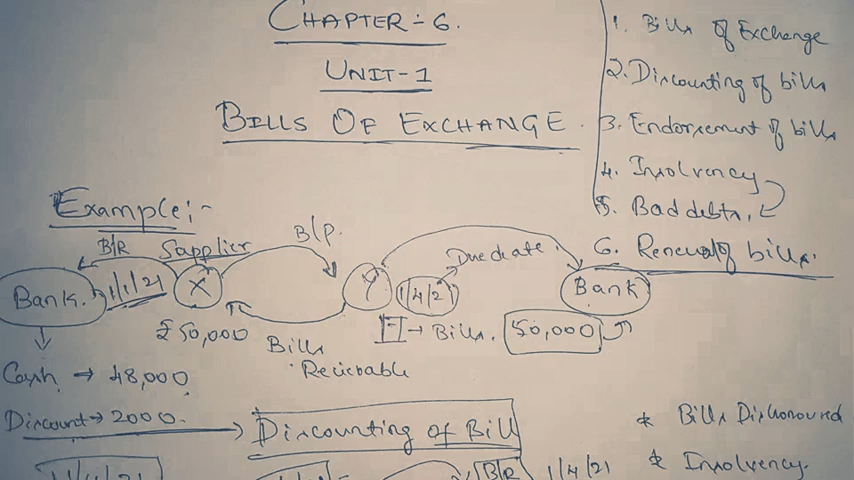 CHAPTER-6.
UNIT-1
BILLS OF EXCHANGE.
1. Bills of Exchange
2. Discounting of bills
3. Endorsement of bills
4. Insolvency
5. Bad debts.
6. Renewal of bills.
Example:-
B/R Sapplier B/P. Due date
Bank. 1/1/21 X Y 1/4/21 Bank
₹50,000 Bills Recievable → Bills. 50,000
Cash → 48,000
Discount → 2000. → Discounting of Bill
* Bills Dishonoured
* Insolvency.
B/R 1/4/21